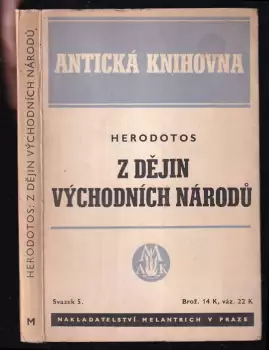 HERODOTOS: Z DĚJIN VÝCHODNÍCH NÁRODŮ
M
ANTICKÁ KNIHOVNA
HERODOTOS
Z DĚJIN
VÝCHODNÍCH NÁRODŮ
Svazek 5.
Brož. 14 K, váz. 22 K
NAKLADATELSTVÍ MELANTRICH V PRAZE